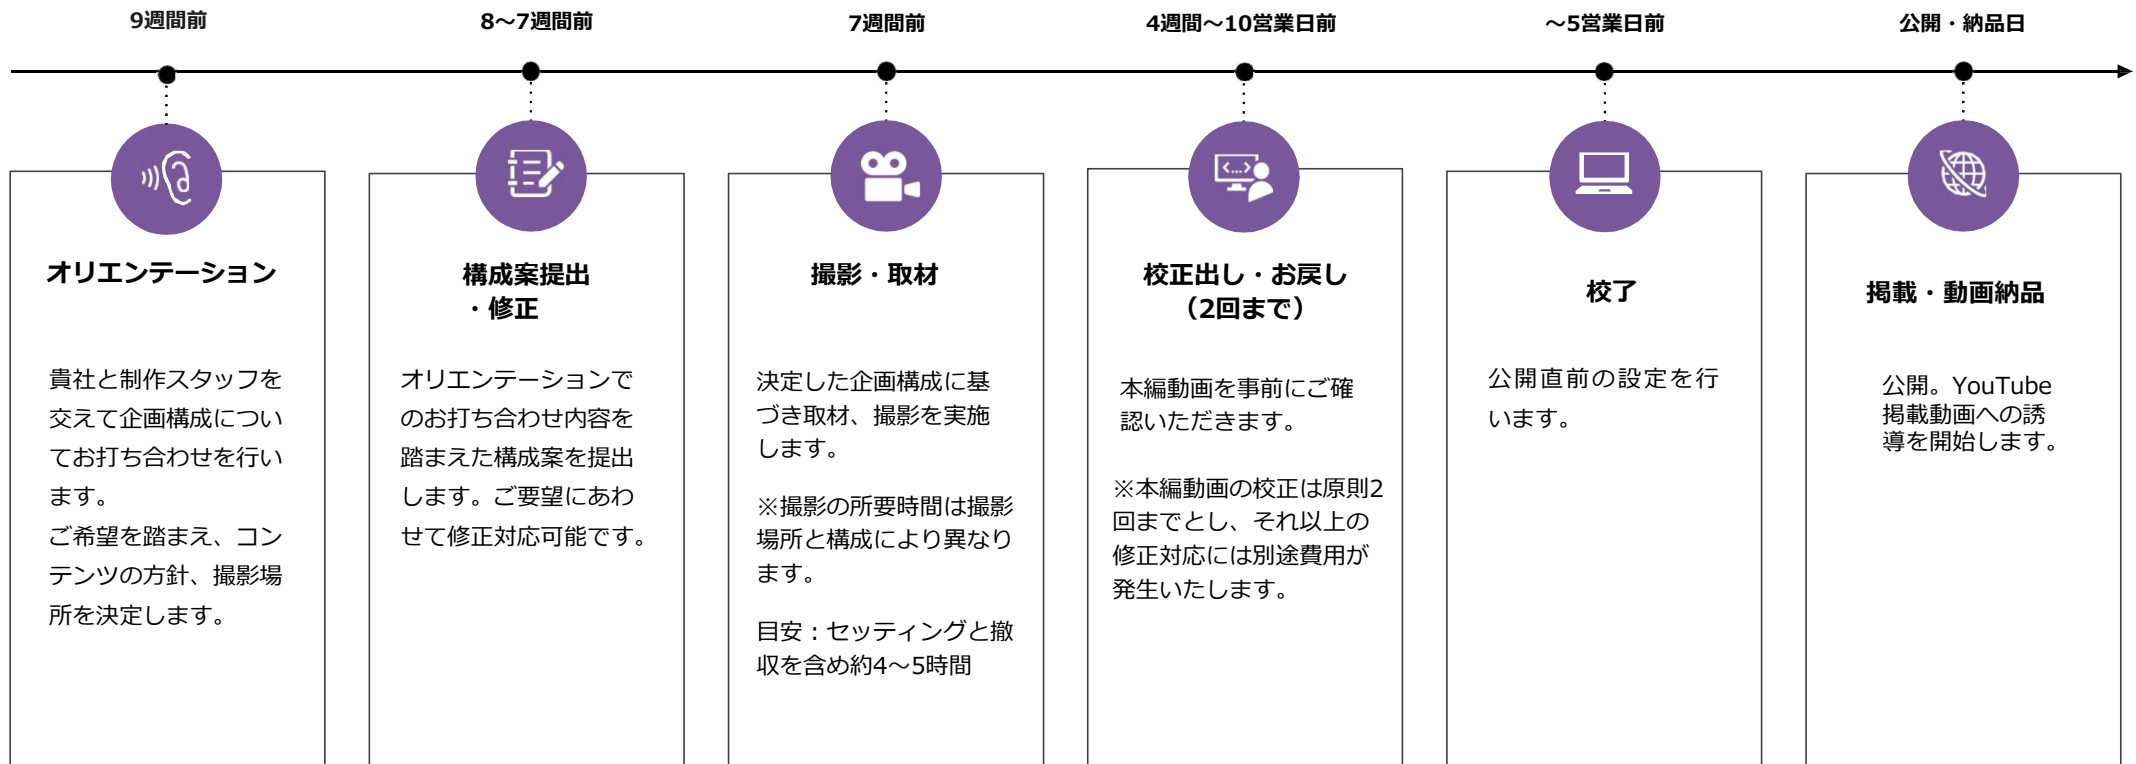 9週間前
8～7週間前
7週間前
4週間～10営業日前
～5営業日前
公開・納品日
オリエンテーション
貴社と制作スタッフを
交えて企画構成につい
てお打ち合わせを行い
ます。
ご希望を踏まえ、コン
テンツの方針、撮影場
所を決定します。
構成案提出
・修正
オリエンテーションで
のお打ち合わせ内容を
踏まえた構成案を提出
します。ご要望にあわ
せて修正対応可能です。
撮影・取材
決定した企画構成に基
づき取材、撮影を実施
します。
※撮影の所要時間は撮影
場所と構成により異なり
ます。
目安：セッティングと撤
収を含め約4～5時間
校正出し・お戻し
（2回まで）
本編動画を事前にご確
認いただきます。
※本編動画の校正は原則2
回までとし、それ以上の
修正対応には別途費用が
発生いたします。
校了
公開直前の設定を行
います。
掲載・動画納品
公開。YouTube
掲載動画への誘
導を開始します。